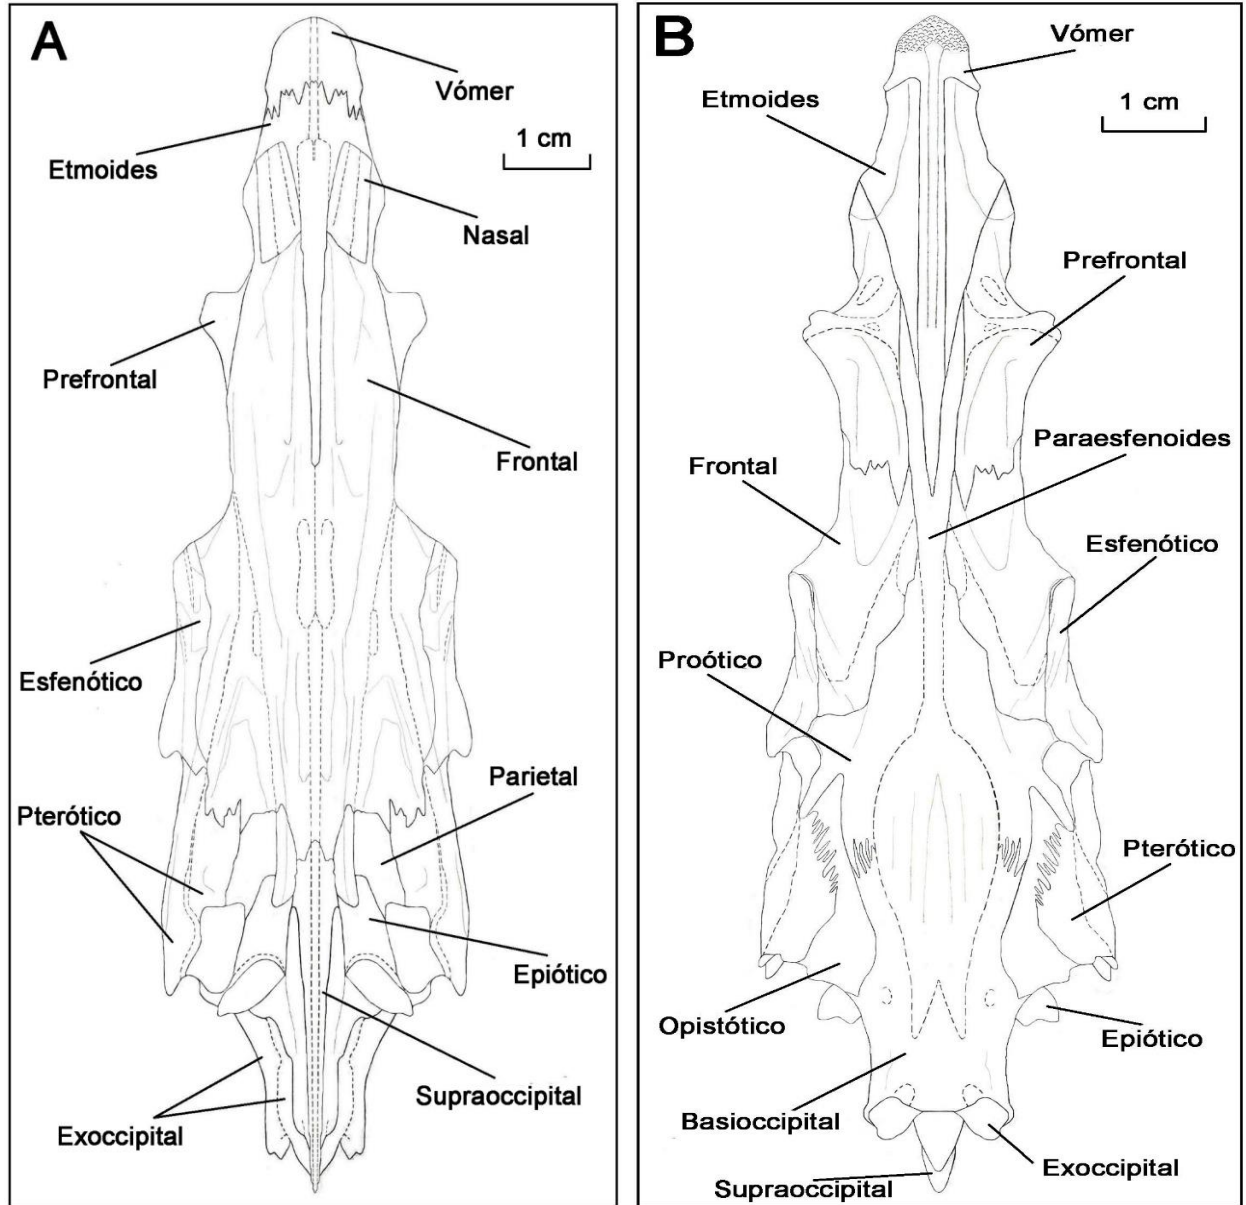 A
Vómer
Etmoides
1 cm
Nasal
Prefrontal
Frontal
Esfenótico
Parietal
Pterótico
Epiótico
Supraoccipital
Exoccipital
B
Vómer
Etmoides
1 cm
Prefrontal
Paraesfenoides
Frontal
Esfenótico
Proótico
Pterótico
Opistótico
Epiótico
Basioccipital
Exoccipital
Supraoccipital